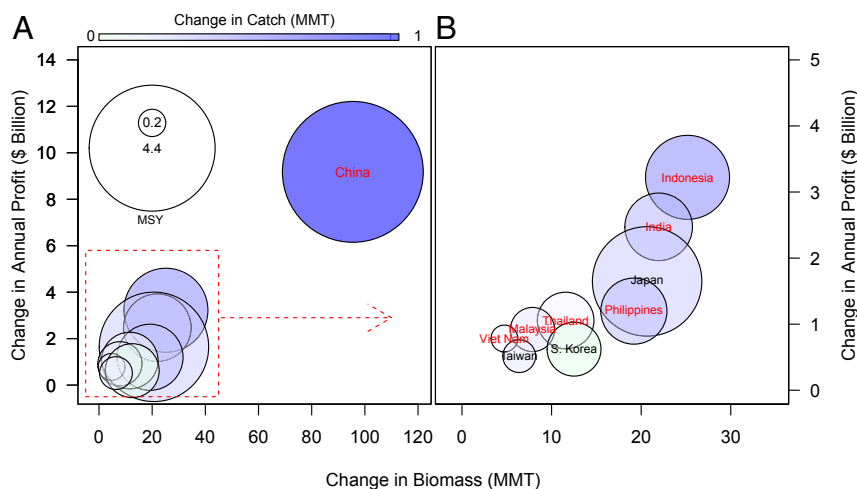 A
Change in Catch (MMT)
0
1
B
Change in Annual Profit ($ Billion)
14
12
10
8
6
4
2
0
0.2
4.4
MSY
China
0 20 40 60 80 100 120
Indonesia
India
Japan
Philippines
Thailand
Malaysia
Viet Nam
S. Korea
Taiwan
0 10 20 30
5
4
3
2
1
0
Change in Annual Profit ($ Billion)
Change in Biomass (MMT)